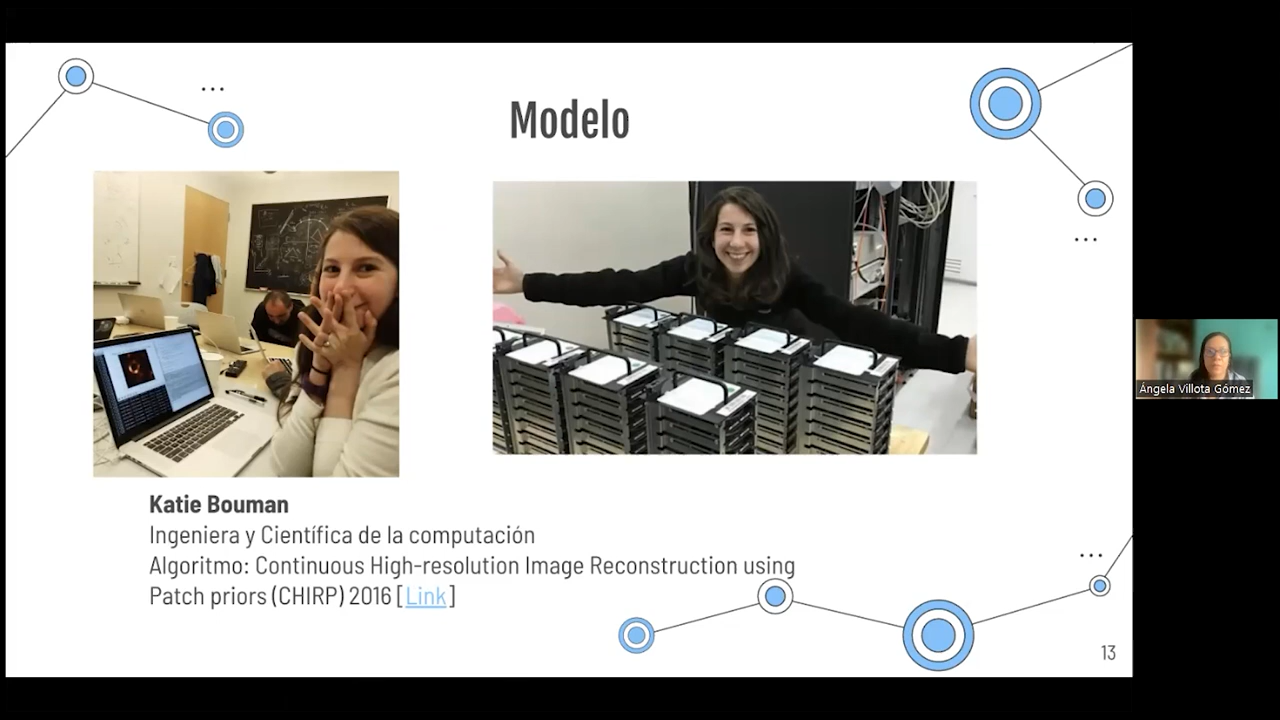 Modelo
Katie Bouman
Ingeniera y Científica de la computación
Algoritmo: Continuous High-resolution Image Reconstruction using
Patch priors (CHIRP) 2016 [Link]
13
Ángela Villota Gómez